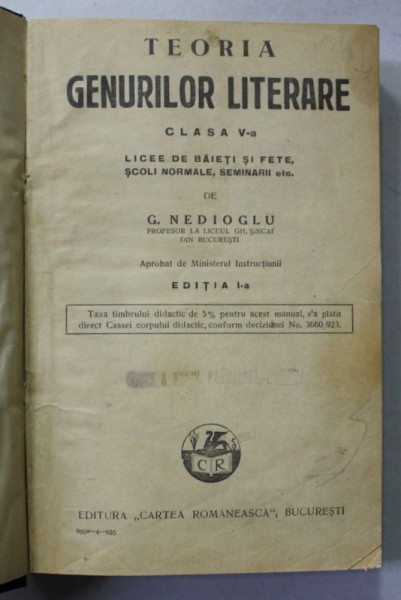 TEORIA
GENURILOR LITERARE
CLASA V-a
LICEE DE BĂIEȚI ȘI FETE,
ȘCOLI NORMALE, SEMINARII etc.
DE
G. NEDIOGLU
PROFESOR LA LICEUL GH. ȘINCAI
DIN BUCUREȘTI
Aprobat de Ministerul Instrucțiunii
EDIȚIA I-a
Taxa timbrului didactic de 5% pentru acest manual, s'a plătit
direct Cassei corpului didactic, conform deciziunei No. 3660,923.
C R
EDITURA „CARTEA ROMÂNEASCĂ”, BUCUREȘTI